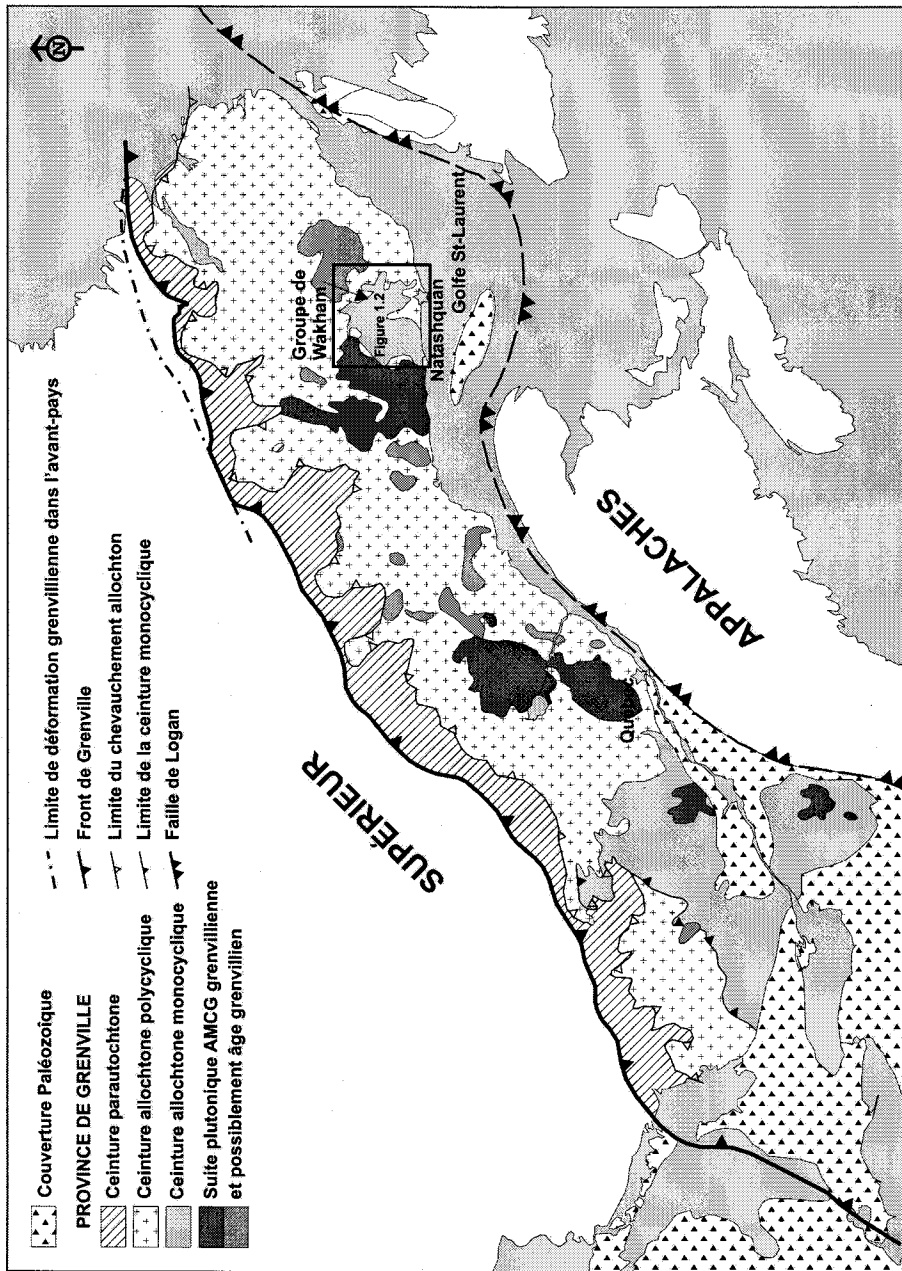 Couverture Paléozoïque
PROVINCE DE GRENVILLE
Ceinture parautochtone
Ceinture allochtone polycyclique
Ceinture allochtone monocyclique
Suite plutonique AMCG grenvillienne
et possiblement âge grenvillien
Limite de déformation grenvillienne dans l'avant-pays
Front de Grenville
Limite du chevauchement allochton
Limite de la ceinture monocyclique
Faille de Logan
N
SUPÉRIEUR
Groupe de
Wakham
Figure 1.2
Natashquan
Golfe St-Laurent
Québec
APPALACHES